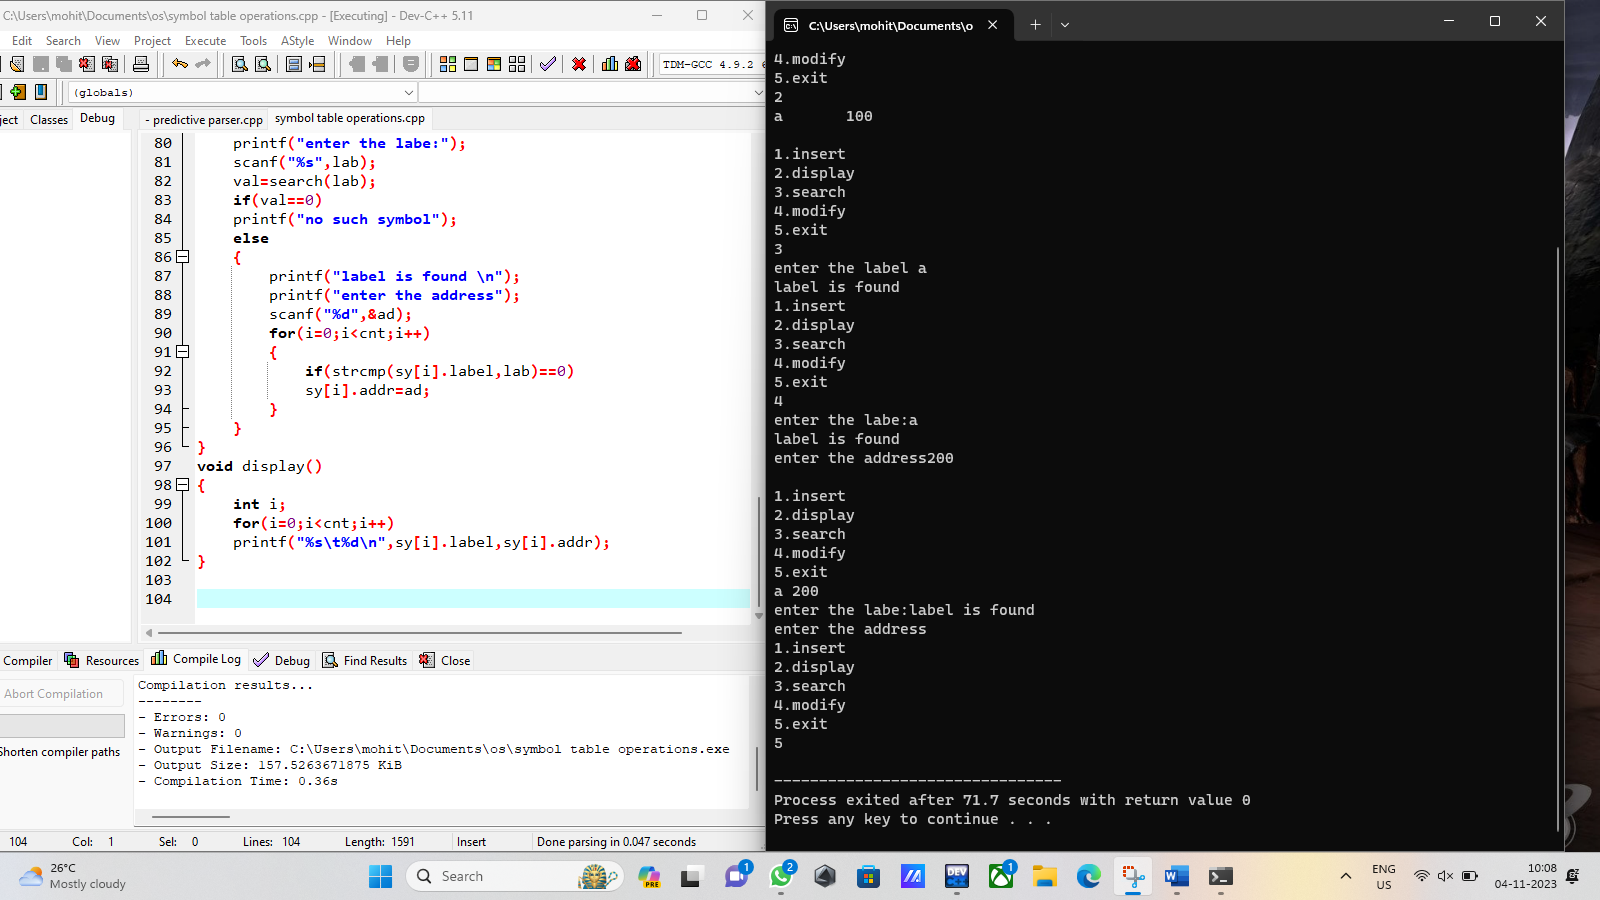 C:\Users\mohit\Documents\os\symbol table operations.cpp - [Executing] - Dev-C++ 5.11
Edit Search View Project Execute Tools AStyle Window Help
TDM-GCC 4.9.2 6
(globals)
ject Classes Debug
- predictive parser.cpp symbol table operations.cpp
80 printf("enter the labe:");
81 scanf("%s",lab);
82 val=search(lab);
83 if(val==0)
84 printf("no such symbol");
85 else
86 {
87 printf("label is found \n");
88 printf("enter the address");
89 scanf("%d",&ad);
90 for(i=0;i<cnt;i++)
91 {
92 if(strcmp(sy[i].label,lab)==0)
93 sy[i].addr=ad;
94 }
95 }
96 }
97 void display()
98 {
99 int i;
100 for(i=0;i<cnt;i++)
101 printf("%s\t%d\n",sy[i].label,sy[i].addr);
102 }
103
104
Compiler Resources Compile Log Debug Find Results Close
Abort Compilation
Shorten compiler paths
Compilation results...
--------
- Errors: 0
- Warnings: 0
- Output Filename: C:\Users\mohit\Documents\os\symbol table operations.exe
- Output Size: 157.5263671875 KiB
- Compilation Time: 0.36s
104 Col: 1 Sel: 0 Lines: 104 Length: 1591 Insert Done parsing in 0.047 seconds
C:\Users\mohit\Documents\o
4.modify
5.exit
2
a 100
1.insert
2.display
3.search
4.modify
5.exit
3
enter the label a
label is found
1.insert
2.display
3.search
4.modify
5.exit
4
enter the labe:a
label is found
enter the address200
1.insert
2.display
3.search
4.modify
5.exit
a 200
enter the labe:label is found
enter the address
1.insert
2.display
3.search
4.modify
5.exit
5
--------------------------------
Process exited after 71.7 seconds with return value 0
Press any key to continue . . .
26°C
Mostly cloudy
Search
PRE
1
2
DEV
C++
1
ENG
US
10:08
04-11-2023